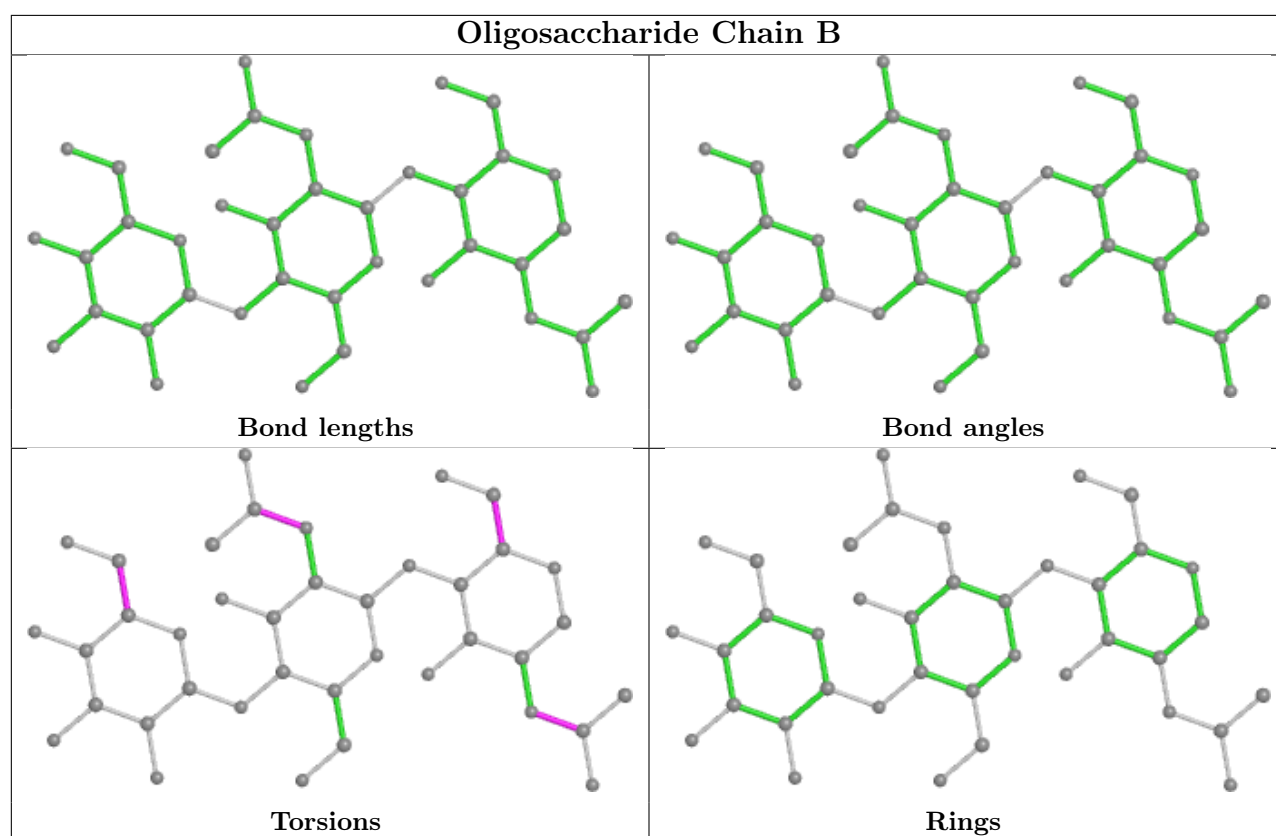 Oligosaccharide Chain B
Bond lengths
Bond angles
Torsions
Rings